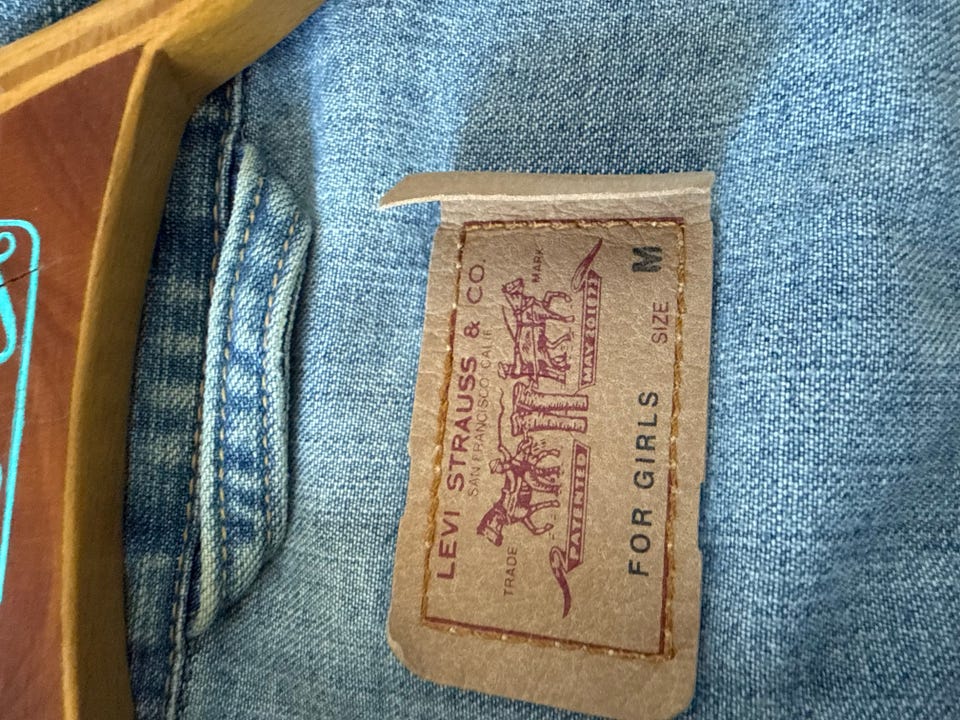 LEVI STRAUSS & CO.
SAN FRANCISCO CALIF.
TRADE MARK
PATENTED MAY 20 1873
FOR GIRLS SIZE M